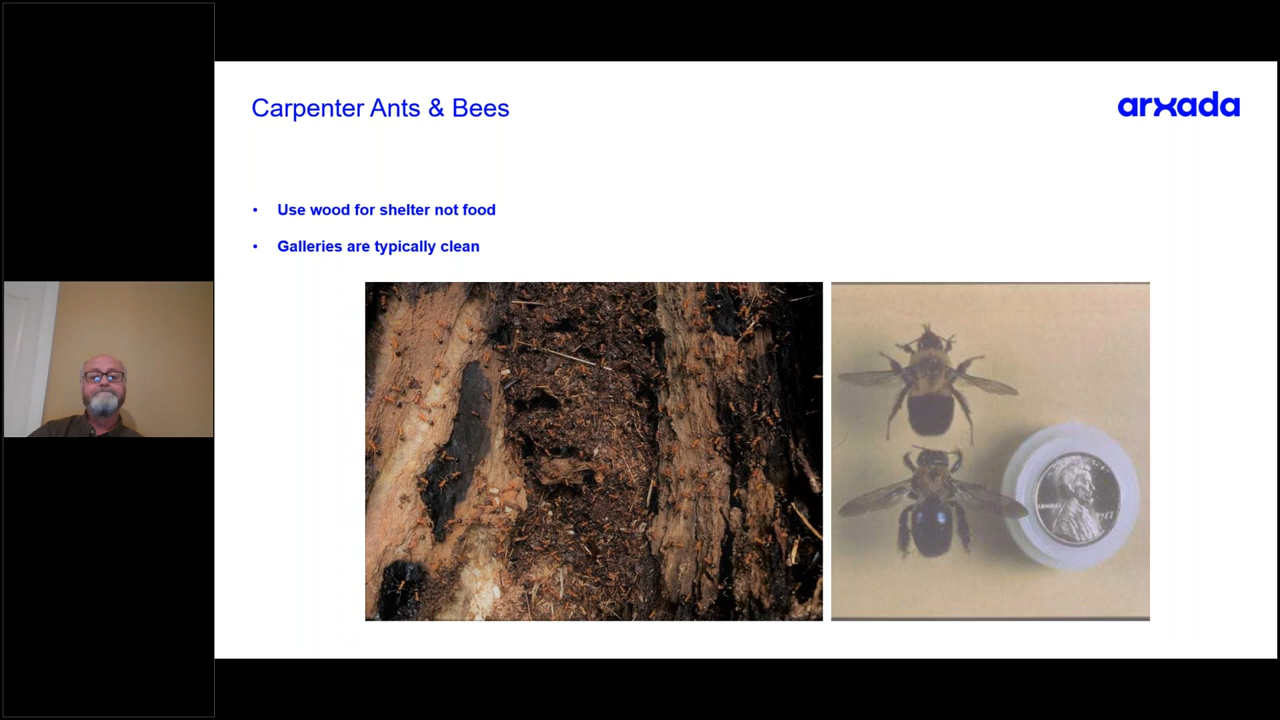 Carpenter Ants & Bees
arxada
• Use wood for shelter not food
• Galleries are typically clean